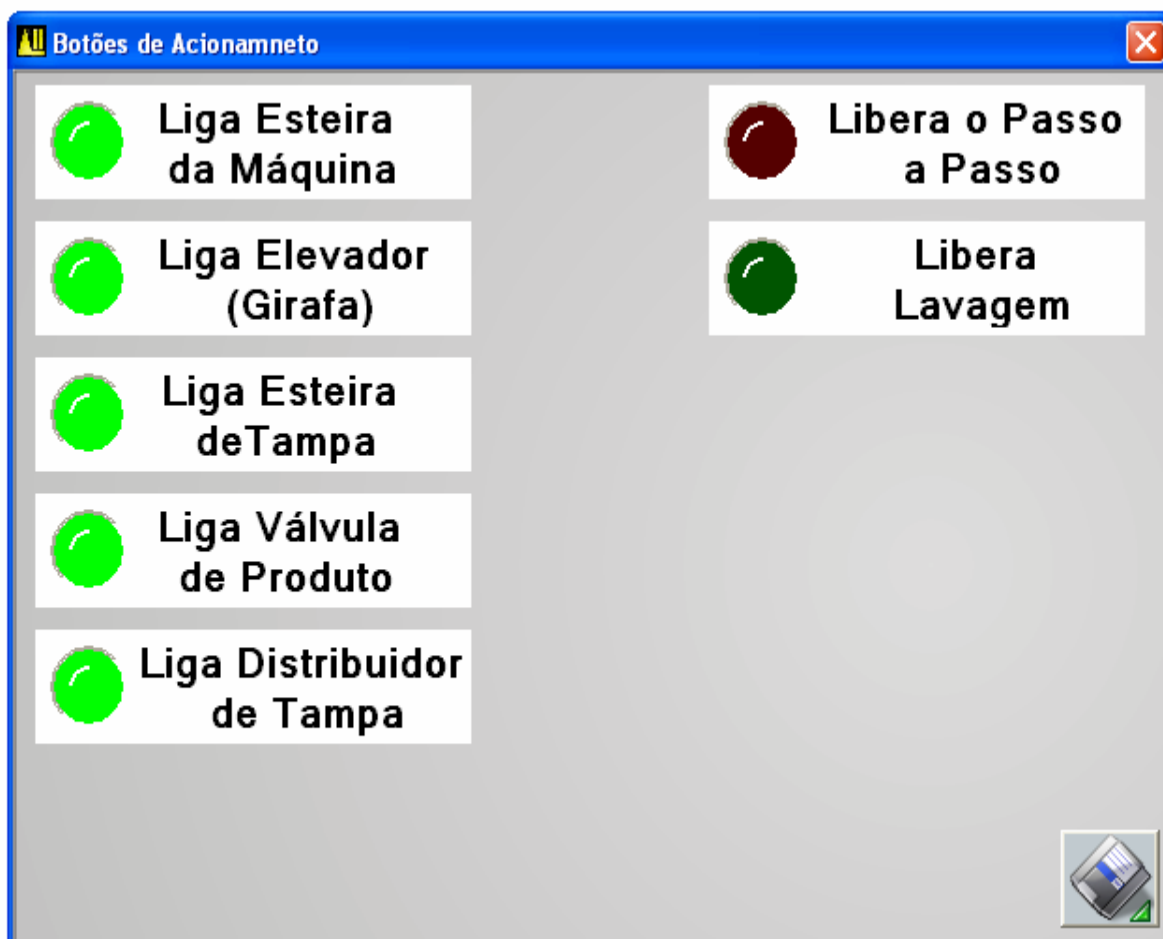 Botões de Acionamneto
Liga Esteira
da Máquina
Liga Elevador
(Girafa)
Liga Esteira
deTampa
Liga Válvula
de Produto
Liga Distribuidor
de Tampa
Libera o Passo
a Passo
Libera
Lavagem